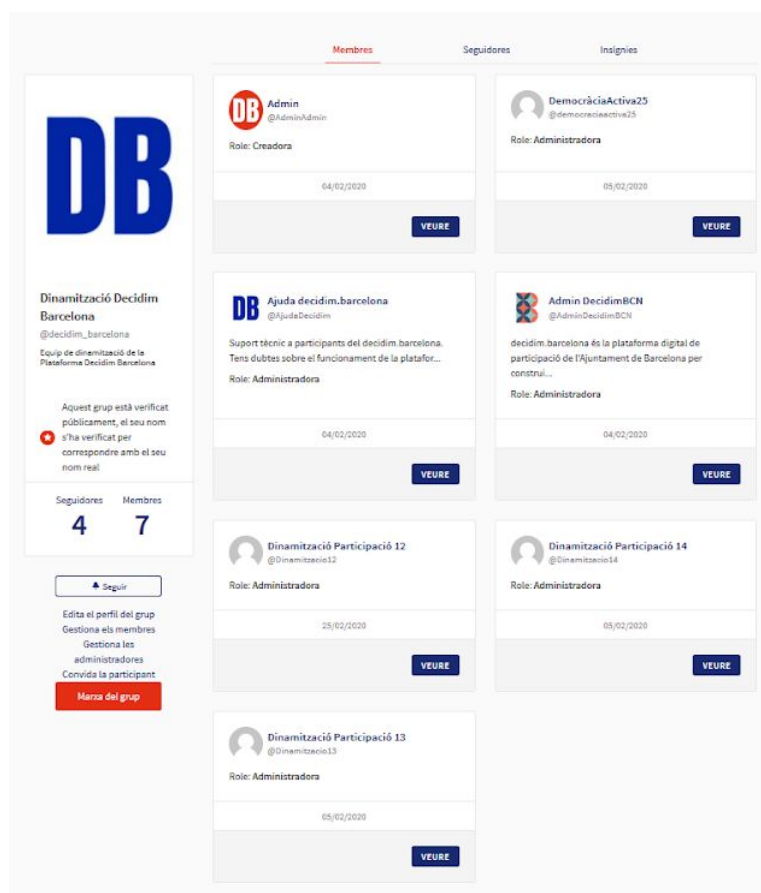 Membres
Seguidores
Insígnies
DB
Dinamització Decidim
Barcelona
@decidim_barcelona
Equip de dinamització de la
Plataforma Decidim Barcelona
Aquest grup està verificat
públicament, el seu nom
s'ha verificat per
correspondre amb el seu
nom real
Seguidores
Membres
4
7
Seguir
Edita el perfil del grup
Gestiona els membres
Gestiona les
administradores
Convida la participant
Marxa del grup
DB
Admin
@AdminAdmin
Role: Creadora
04/02/2020
VEURE
DemocràciaActiva25
@democraciaactiva25
Role: Administradora
05/02/2020
VEURE
DB
Ajuda decidim.barcelona
@AjudaDecidim
Suport tècnic a participants del decidim.barcelona.
Tens dubtes sobre el funcionament de la platafor...
Role: Administradora
04/02/2020
VEURE
Admin DecidimBCN
@AdminDecidimBCN
decidim.barcelona és la plataforma digital de
participació de l'Ajuntament de Barcelona per
construi...
Role: Administradora
04/02/2020
VEURE
Dinamització Participació 12
@Dinamitzacio12
Role: Administradora
25/02/2020
VEURE
Dinamització Participació 14
@Dinamitzacio14
Role: Administradora
05/02/2020
VEURE
Dinamització Participació 13
@Dinamitzacio13
Role: Administradora
05/02/2020
VEURE